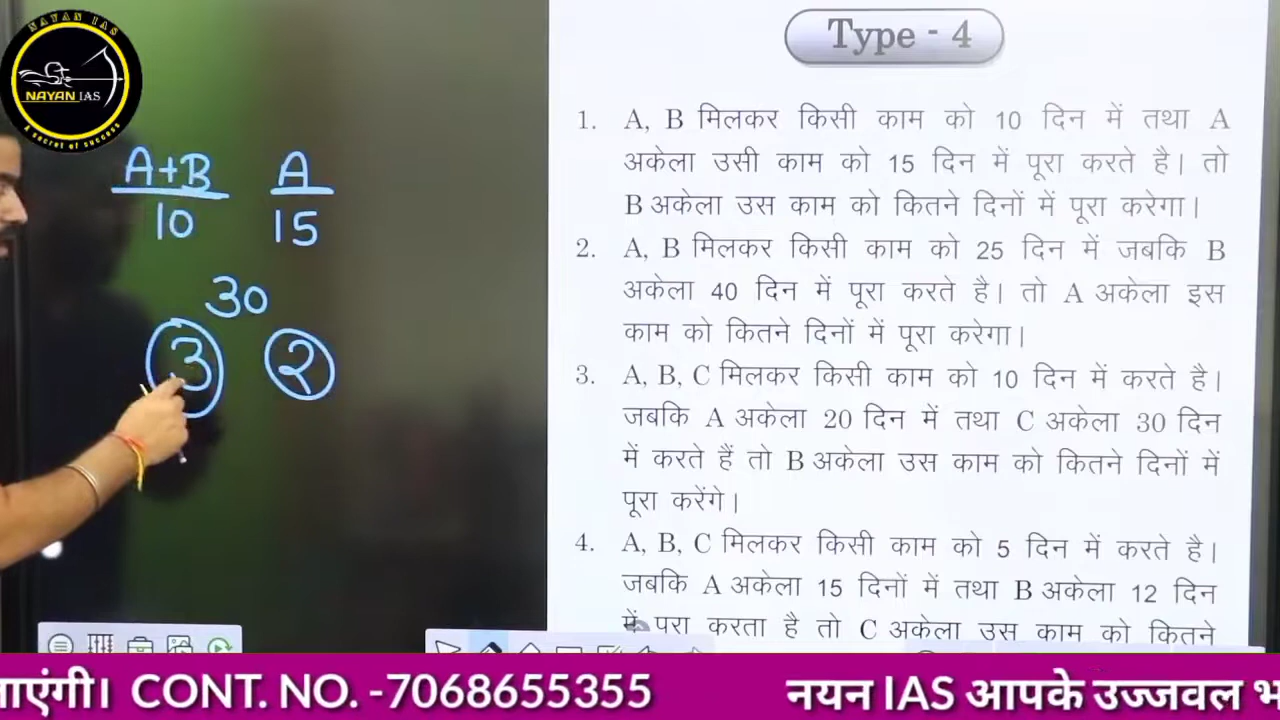 NAYAN IAS
NAYAN IAS
A secret of success
A+B A
10 15
30
3 2
Type - 4
1. A, B मिलकर किसी काम को 10 दिन में तथा A
अकेला उसी काम को 15 दिन में पूरा करते है। तो
B अकेला उस काम को कितने दिनों में पूरा करेगा।
2. A, B मिलकर किसी काम को 25 दिन में जबकि B
अकेला 40 दिन में पूरा करते है। तो A अकेला इस
काम को कितने दिनों में पूरा करेगा।
3. A, B, C मिलकर किसी काम को 10 दिन में करते है।
जबकि A अकेला 20 दिन में तथा C अकेला 30 दिन
में करते हैं तो B अकेला उस काम को कितने दिनों में
पूरा करेंगे।
4. A, B, C मिलकर किसी काम को 5 दिन में करते है।
जबकि A अकेला 15 दिनों में तथा B अकेला 12 दिन
में पूरा करता है तो C अकेला उस काम को कितने
जाएंगी। CONT. NO. -7068655355 नयन IAS आपके उज्जवल भ